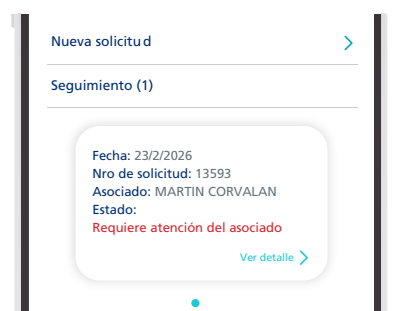 Nueva solicitud
Seguimiento (1)
Fecha: 23/2/2026
Nro de solicitud: 13593
Asociado: MARTIN CORVALAN
Estado:
Requiere atención del asociado
Ver detalle